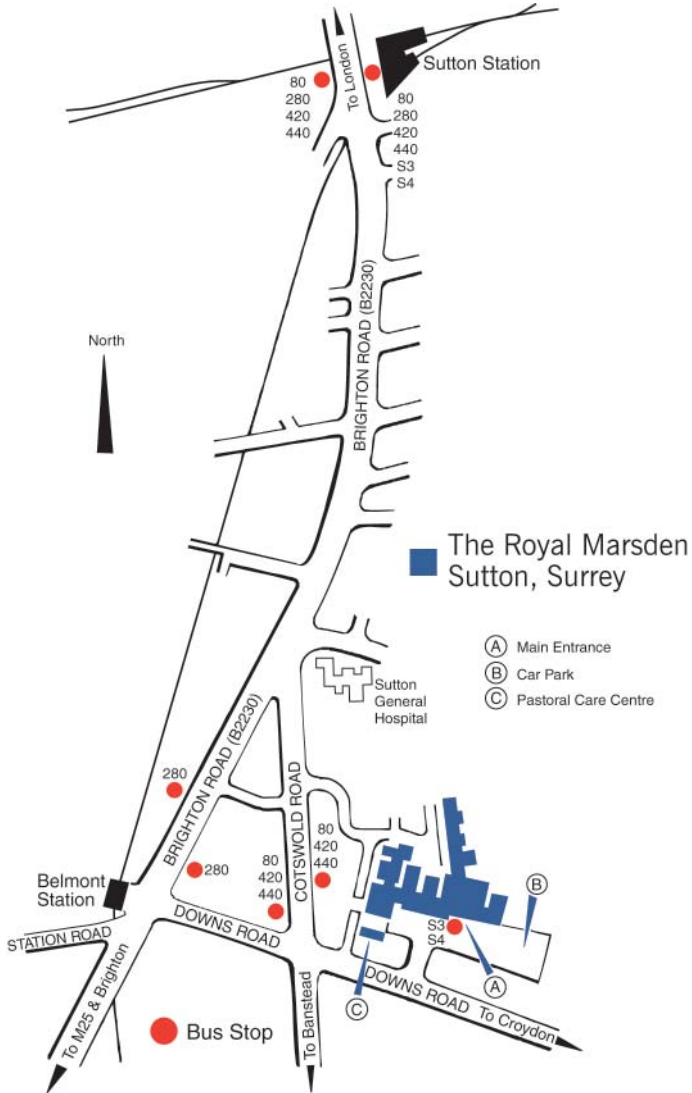 To London
Sutton Station
80
280
420
440
80
280
420
440
S3
S4
North
BRIGHTON ROAD (B2230)
The Royal Marsden
Sutton, Surrey
A Main Entrance
B Car Park
C Pastoral Care Centre
Sutton
General
Hospital
280
BRIGHTON ROAD (B2230)
COTSWOLD ROAD
80
420
440
280
80
420
440
Belmont
Station
STATION ROAD
DOWNS ROAD
B
S3
S4
A
C
DOWNS ROAD
To Croydon
To M25 & Brighton
Bus Stop
To Banstead